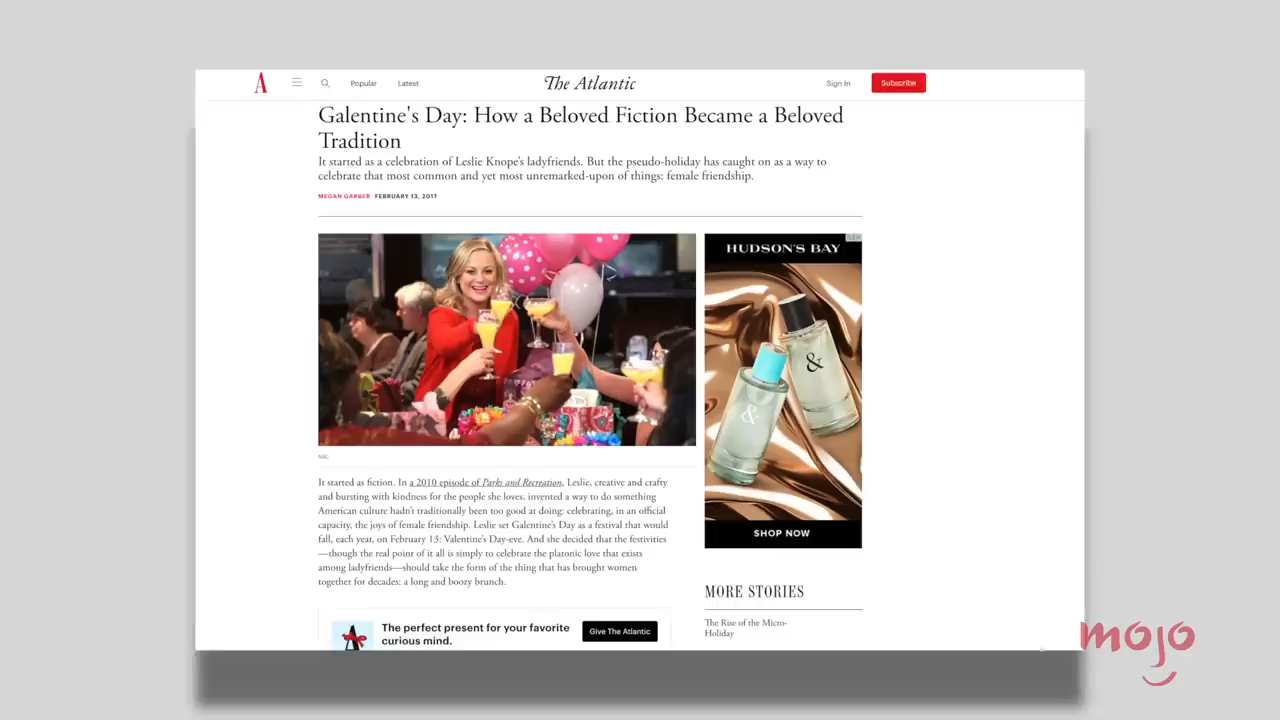 A
Popular
Latest
The Atlantic
Sign In
Subscribe
Galentine's Day: How a Beloved Fiction Became a Beloved
Tradition
It started as a celebration of Leslie Knope's ladyfriends. But the pseudo-holiday has caught on as a way to
celebrate that most common and yet most unremarked-upon of things: female friendship.
MEGAN GARBER FEBRUARY 13, 2017
HUDSON'S BAY
&
&
SHOP NOW
NBC
It started as fiction. In a 2010 episode of Parks and Recreation, Leslie, creative and crafty
and bursting with kindness for the people she loves, invented a way to do something
American culture hadn't traditionally been too good at doing: celebrating, in an official
capacity, the joys of female friendship. Leslie set Galentine's Day as a festival that would
fall, each year, on February 13: Valentine's Day-eve. And she decided that the festivities
—though the real point of it all is simply to celebrate the platonic love that exists
among ladyfriends—should take the form of the thing that has brought women
together for decades: a long and boozy brunch.
The perfect present for your favorite
curious mind.
Give The Atlantic
MORE STORIES
The Rise of the Micro-
Holiday
mojo